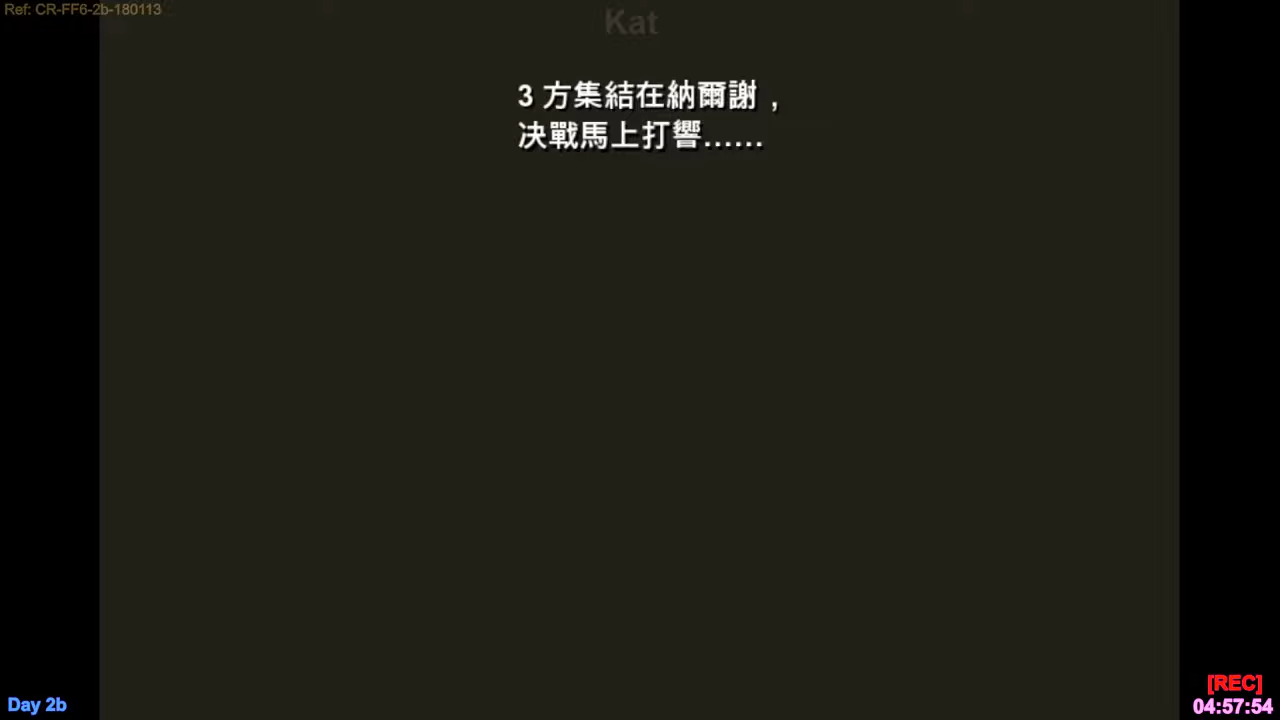 Ref: CR-FF6-2b-180113
Kat
3 方集結在納爾謝，
決戰馬上打響……
Day 2b
[REC]
04:57:54